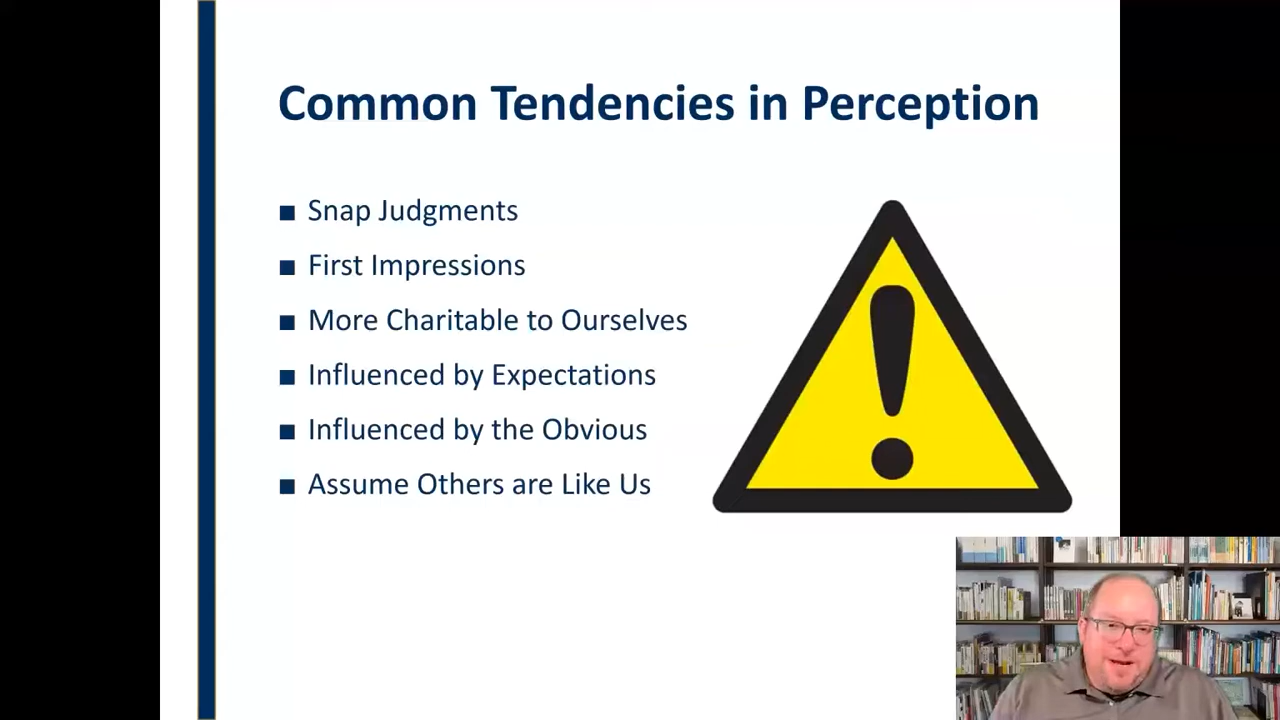 Common Tendencies in Perception
■ Snap Judgments
■ First Impressions
■ More Charitable to Ourselves
■ Influenced by Expectations
■ Influenced by the Obvious
■ Assume Others are Like Us